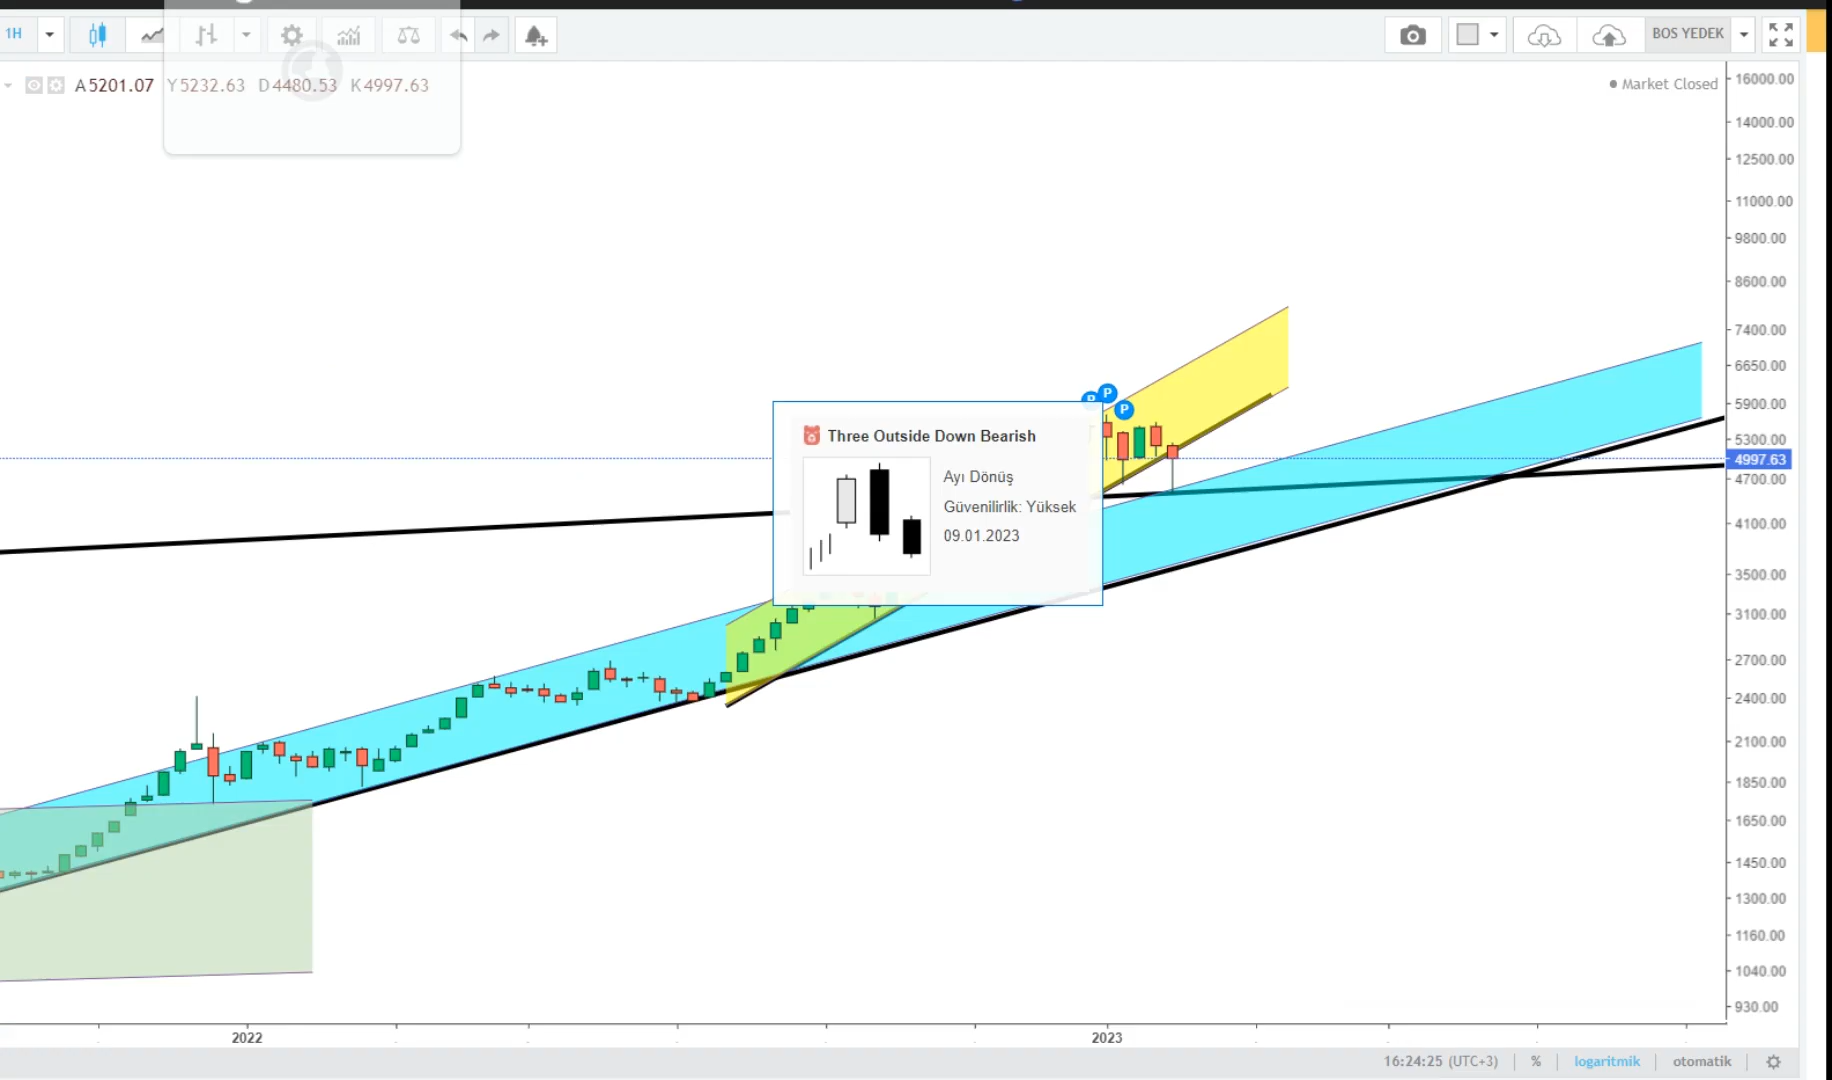 1H
BOS YEDEK
A5201.07 Y5232.63 D4480.53 K4997.63
Market Closed
16000.00
14000.00
12500.00
11000.00
9800.00
8600.00
7400.00
6650.00
5900.00
5300.00
4997.63
4700.00
4100.00
3500.00
3100.00
2700.00
2400.00
2100.00
1850.00
1650.00
1450.00
1300.00
1160.00
1040.00
930.00
P
P
P
Three Outside Down Bearish
Ayı Dönüş
Güvenilirlik: Yüksek
09.01.2023
2022
2023
16:24:25 (UTC+3)
%
logaritmik
otomatik